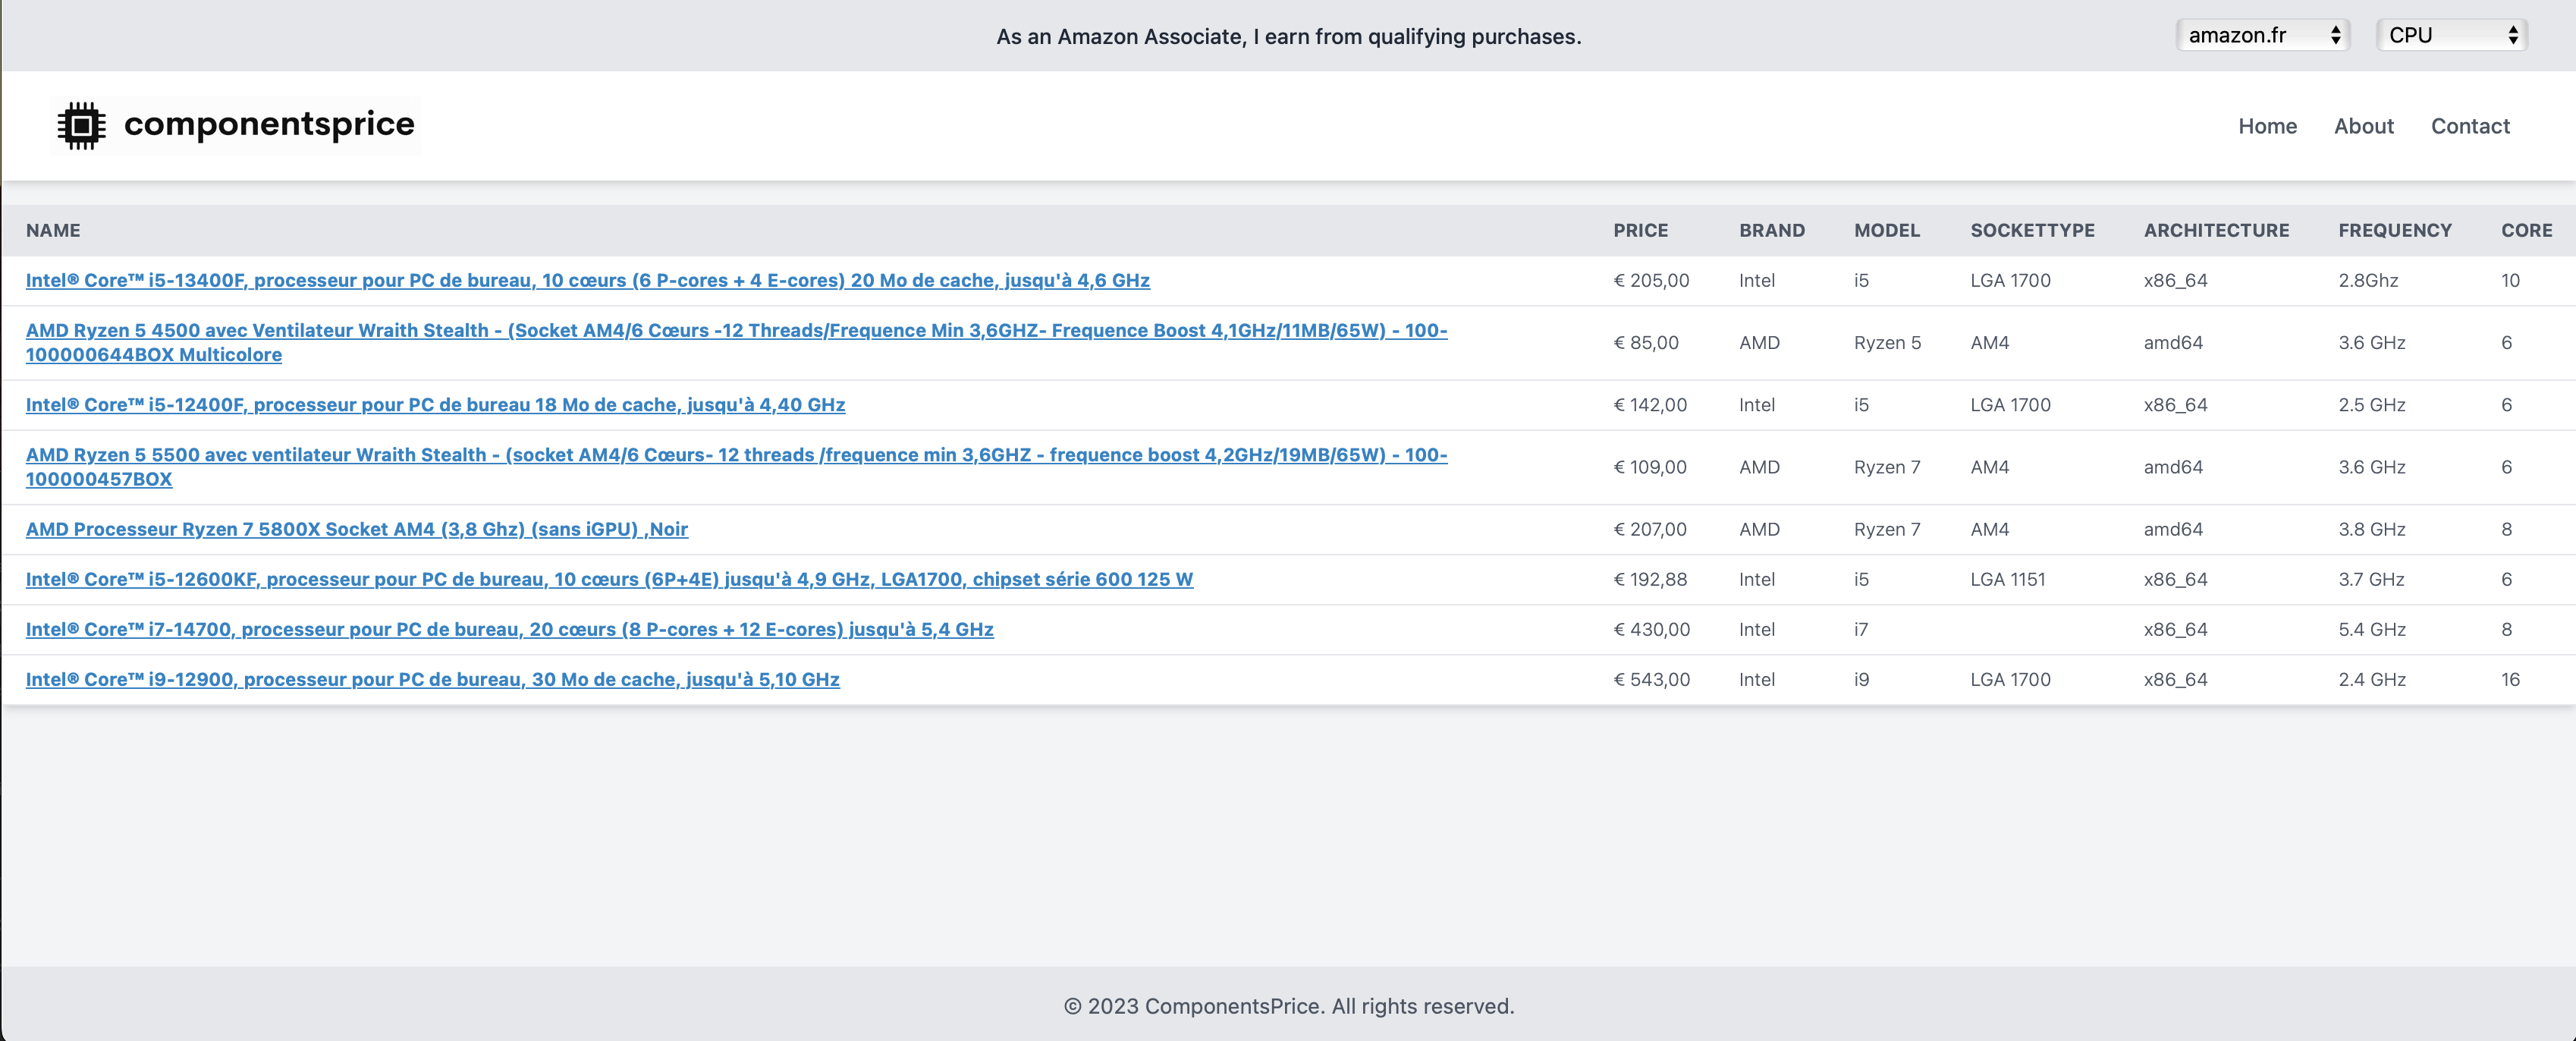 As an Amazon Associate, I earn from qualifying purchases.
amazon.fr
CPU
componentsprice
Home About Contact
NAME PRICE BRAND MODEL SOCKETTYPE ARCHITECTURE FREQUENCY CORE
Intel® Core™ i5-13400F, processeur pour PC de bureau, 10 cœurs (6 P-cores + 4 E-cores) 20 Mo de cache, jusqu'à 4,6 GHz € 205,00 Intel i5 LGA 1700 x86_64 2.8Ghz 10
AMD Ryzen 5 4500 avec Ventilateur Wraith Stealth - (Socket AM4/6 Cœurs -12 Threads/Frequence Min 3,6GHZ- Frequence Boost 4,1GHz/11MB/65W) - 100-
100000644BOX Multicolore € 85,00 AMD Ryzen 5 AM4 amd64 3.6 GHz 6
Intel® Core™ i5-12400F, processeur pour PC de bureau 18 Mo de cache, jusqu'à 4,40 GHz € 142,00 Intel i5 LGA 1700 x86_64 2.5 GHz 6
AMD Ryzen 5 5500 avec ventilateur Wraith Stealth - (socket AM4/6 Cœurs- 12 threads /frequence min 3,6GHZ - frequence boost 4,2GHz/19MB/65W) - 100-
100000457BOX € 109,00 AMD Ryzen 7 AM4 amd64 3.6 GHz 6
AMD Processeur Ryzen 7 5800X Socket AM4 (3,8 Ghz) (sans iGPU) ,Noir € 207,00 AMD Ryzen 7 AM4 amd64 3.8 GHz 8
Intel® Core™ i5-12600KF, processeur pour PC de bureau, 10 cœurs (6P+4E) jusqu'à 4,9 GHz, LGA1700, chipset série 600 125 W € 192,88 Intel i5 LGA 1151 x86_64 3.7 GHz 6
Intel® Core™ i7-14700, processeur pour PC de bureau, 20 cœurs (8 P-cores + 12 E-cores) jusqu'à 5,4 GHz € 430,00 Intel i7 x86_64 5.4 GHz 8
Intel® Core™ i9-12900, processeur pour PC de bureau, 30 Mo de cache, jusqu'à 5,10 GHz € 543,00 Intel i9 LGA 1700 x86_64 2.4 GHz 16
© 2023 ComponentsPrice. All rights reserved.